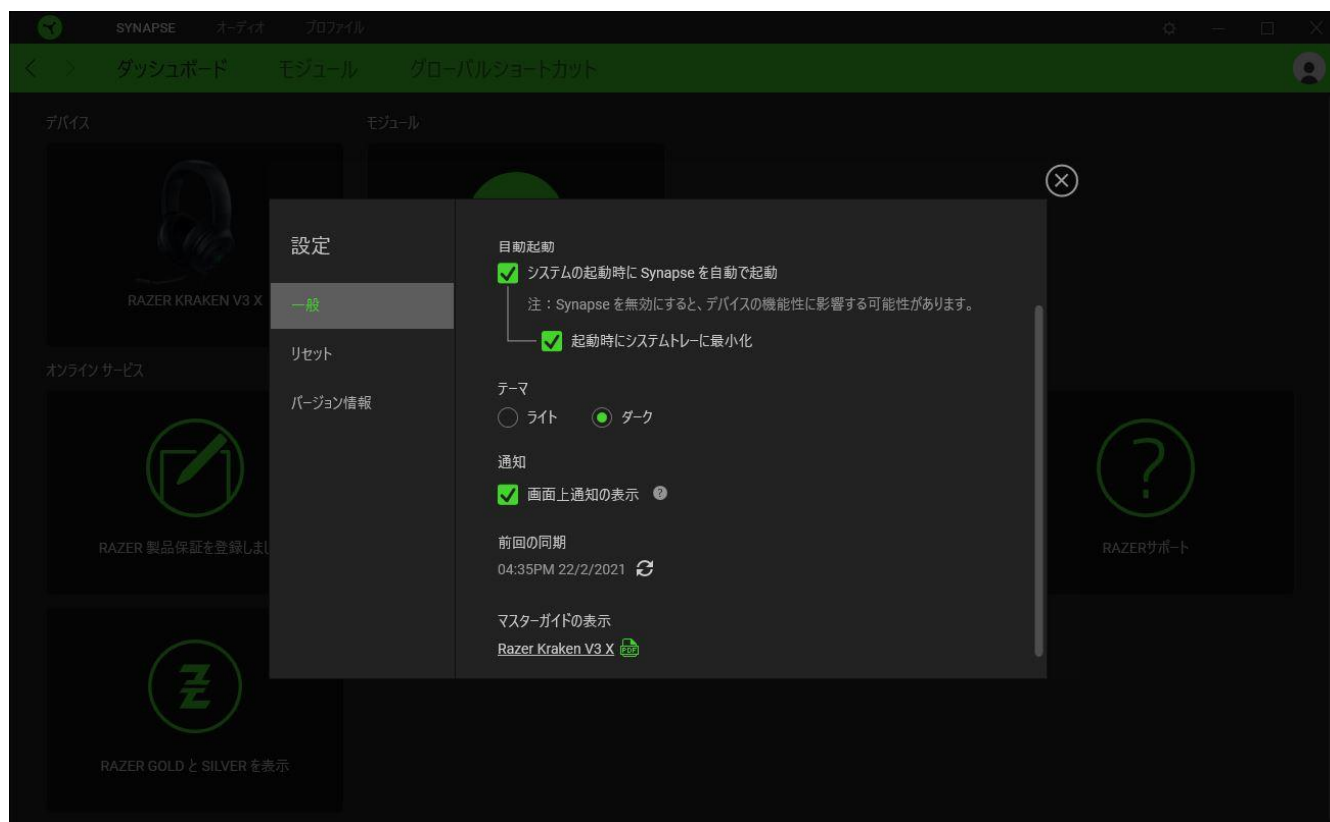 SYNAPSE オーディオ プロファイル
ダッシュボード モジュール グローバルショートカット
デバイス
モジュール
RAZER KRAKEN V3 X
オンライン サービス
RAZER 製品保証を登録しまし
RAZERサポート
RAZER GOLD と SILVER を表示
設定
一般
リセット
バージョン情報
自動起動
システムの起動時に Synapse を自動で起動
注：Synapse を無効にすると、デバイスの機能性に影響する可能性があります。
起動時にシステムトレーに最小化
テーマ
ライト ダーク
通知
画面上通知の表示 ?
前回の同期
04:35PM 22/2/2021
マスターガイドの表示
Razer Kraken V3 X PDF